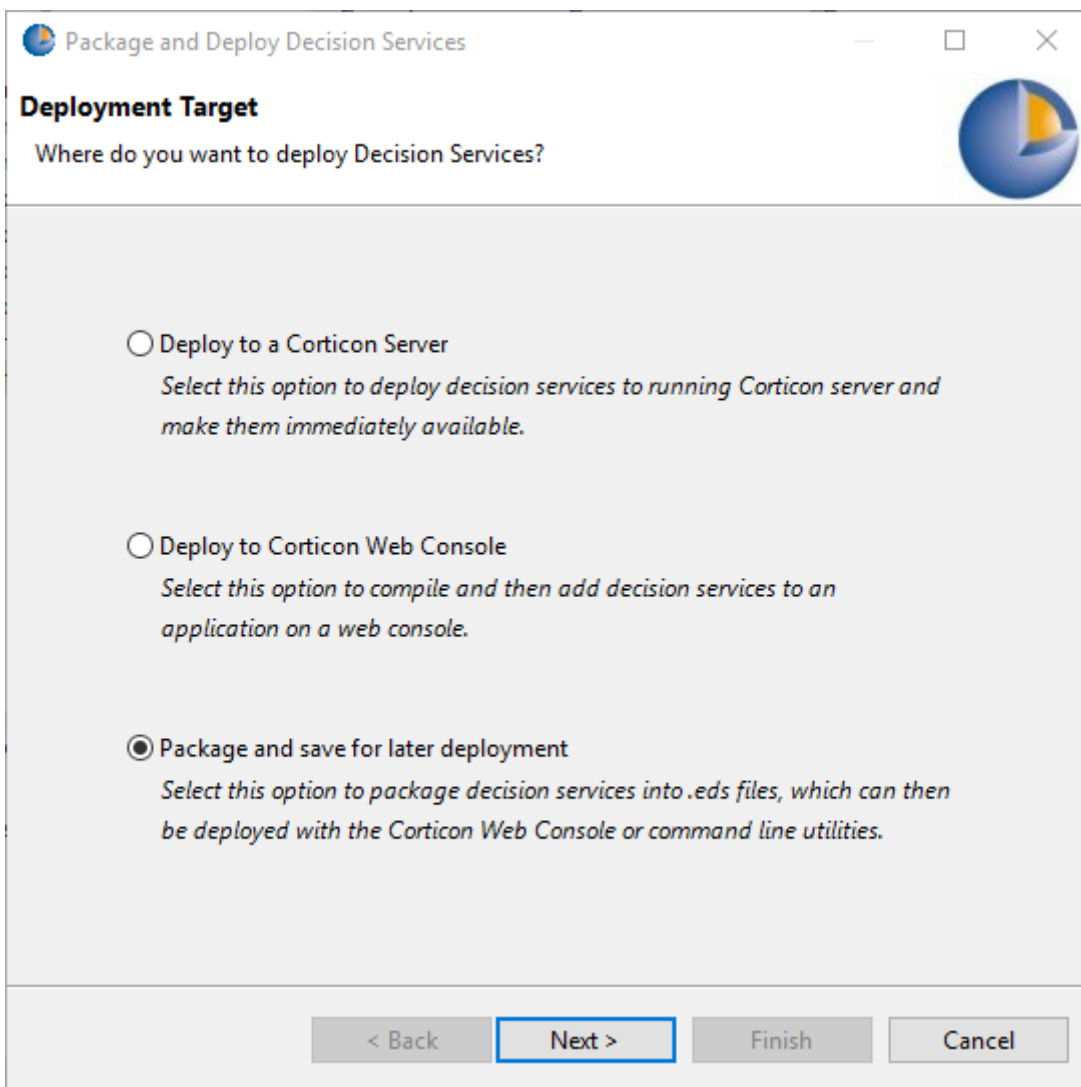 Package and Deploy Decision Services
Deployment Target
Where do you want to deploy Decision Services?
Deploy to a Corticon Server
Select this option to deploy decision services to running Corticon server and
make them immediately available.
Deploy to Corticon Web Console
Select this option to compile and then add decision services to an
application on a web console.
Package and save for later deployment
Select this option to package decision services into .eds files, which can then
be deployed with the Corticon Web Console or command line utilities.
< Back Next > Finish Cancel